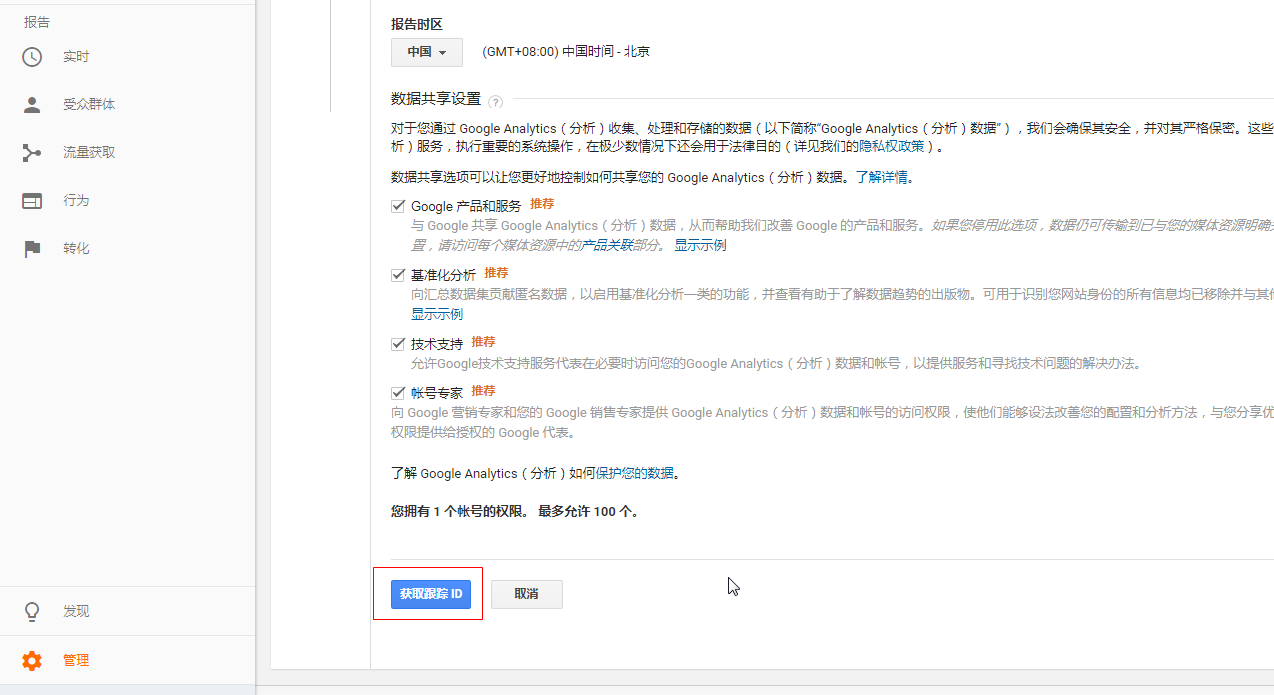 报告
实时
受众群体
流量获取
行为
转化
发现
管理
报告时区
中国
(GMT+08:00) 中国时间 - 北京
数据共享设置 ?
对于您通过 Google Analytics（分析）收集、处理和存储的数据（以下简称“Google Analytics（分析）数据”），我们会确保其安全，并对其严格保密。这些
析）服务，执行重要的系统操作，在极少数情况下还会用于法律目的（详见我们的隐私权政策）。
数据共享选项可以让您更好地控制如何共享您的 Google Analytics（分析）数据。了解详情。
Google 产品和服务 推荐
与 Google 共享 Google Analytics（分析）数据，从而帮助我们改善 Google 的产品和服务。如果您停用此选项，数据仍可传输到已与您的媒体资源明确
置，请访问每个媒体资源中的产品关联部分。 显示示例
基准化分析 推荐
向汇总数据集贡献匿名数据，以启用基准化分析一类的功能，并查看有助于了解数据趋势的出版物。可用于识别您网站身份的所有信息均已移除并与其他
显示示例
技术支持 推荐
允许Google技术支持服务代表在必要时访问您的Google Analytics（分析）数据和帐号，以提供服务和寻找技术问题的解决办法。
帐号专家 推荐
向 Google 营销专家和您的 Google 销售专家提供 Google Analytics（分析）数据和帐号的访问权限，使他们能够设法改善您的配置和分析方法，与您分享优
权限提供给授权的 Google 代表。
了解 Google Analytics（分析）如何保护您的数据。
您拥有 1 个帐号的权限。 最多允许 100 个。
获取跟踪 ID
取消